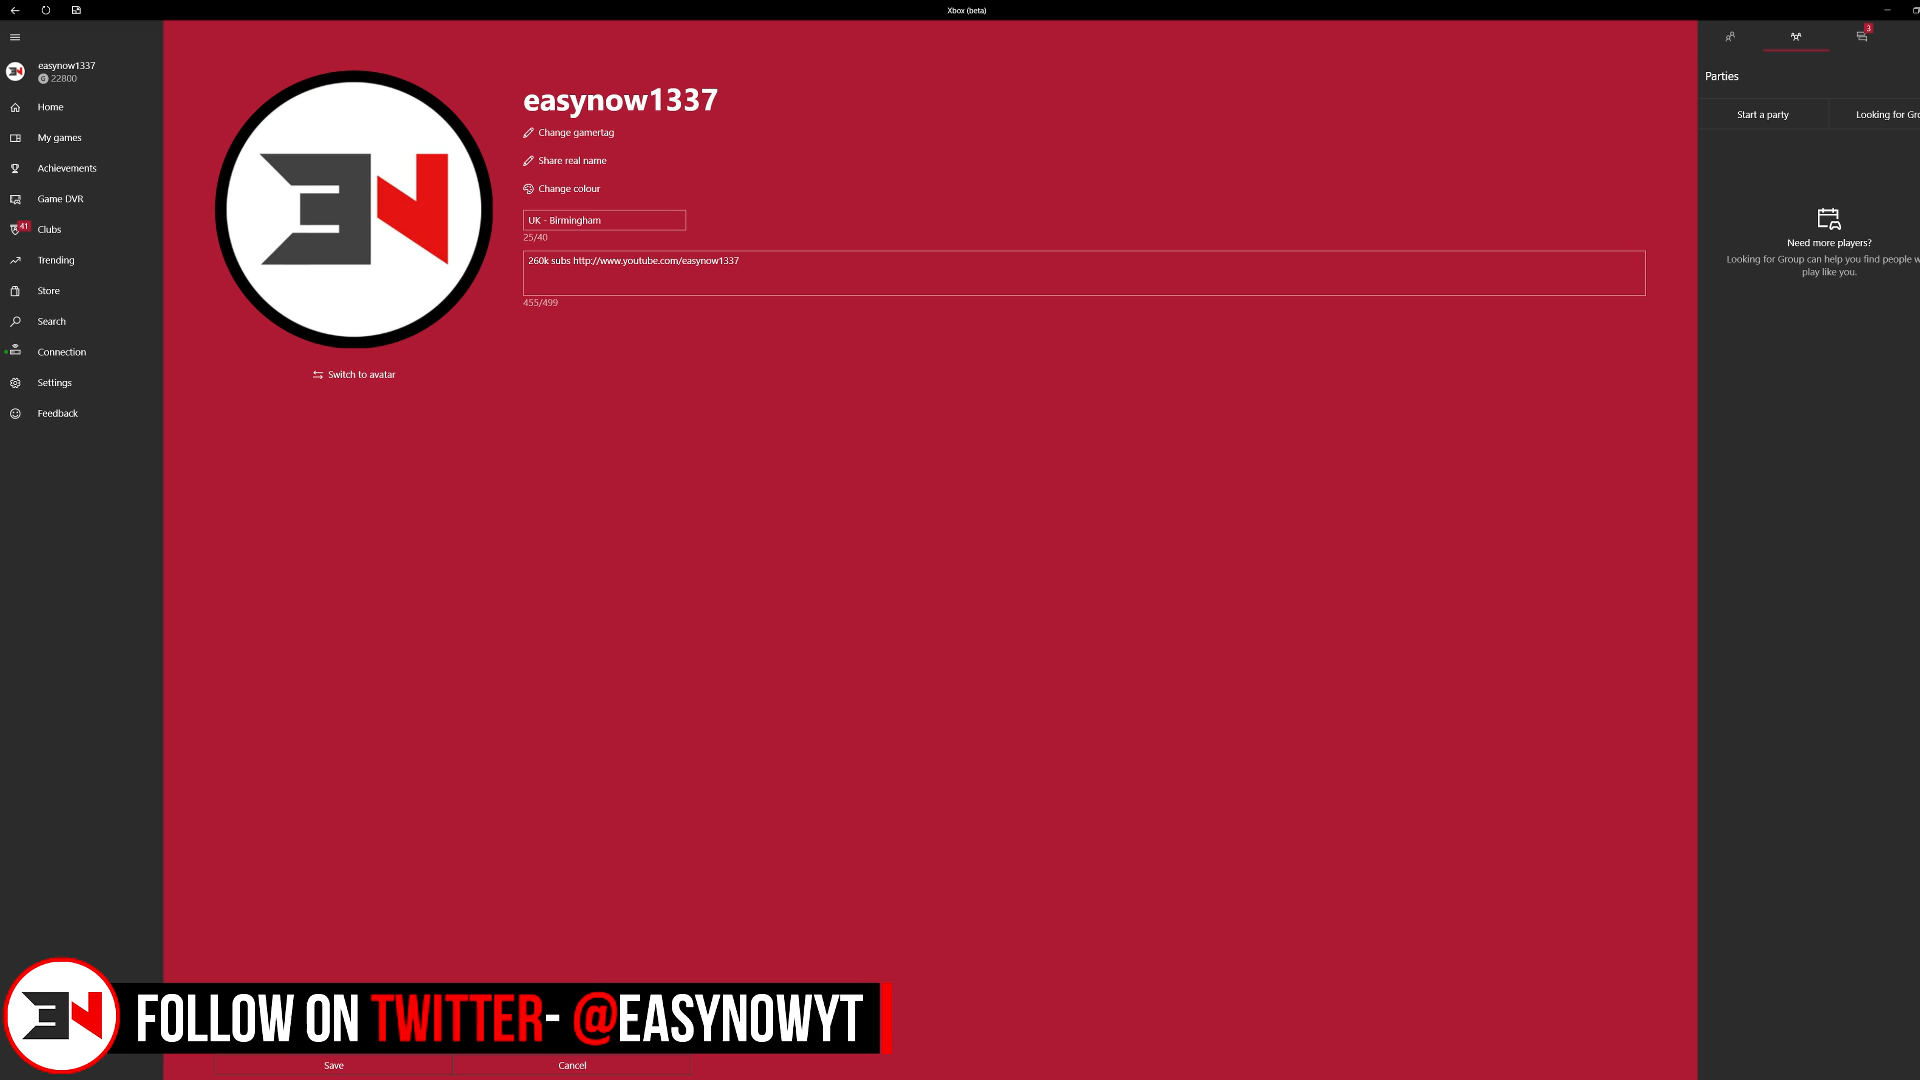 Xbox (beta)
easynow1337
G 22800
Home
My games
Achievements
Game DVR
41
Clubs
Trending
Store
Search
Connection
Settings
Feedback
EN
easynow1337
Change gamertag
Share real name
Change colour
UK - Birmingham
25/40
260k subs http://www.youtube.com/easynow1337
455/499
Switch to avatar
3
Parties
Start a party
Looking for Gro
Need more players?
Looking for Group can help you find people w
play like you.
EN
FOLLOW ON TWITTER- @EASYNOWYT
Save
Cancel